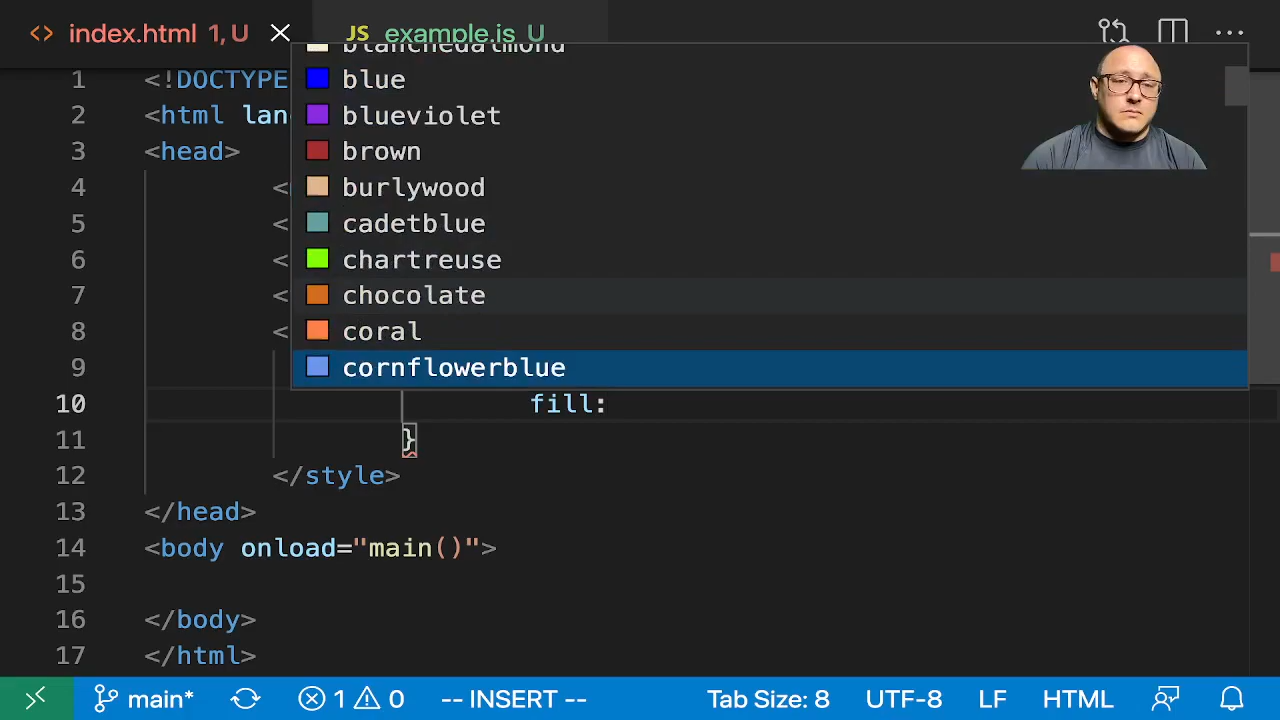 index.html 1, U
JS example.js U
blanchedalmond
blue
blueviolet
brown
burlywood
cadetblue
chartreuse
chocolate
coral
cornflowerblue
1 <!DOCTYPE
2 <html lan
3 <head>
4 <
5 <
6 <
7 <
8 <
9
10 fill:
11 }
12 </style>
13 </head>
14 <body onload="main()">
15
16 </body>
17 </html>
main* 1 0 -- INSERT -- Tab Size: 8 UTF-8 LF HTML